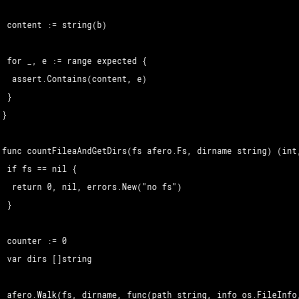 content := string(b)
for _, e := range expected {
assert.Contains(content, e)
}
}
func countFileaAndGetDirs(fs afero.Fs, dirname string) (int,
if fs == nil {
return 0, nil, errors.New("no fs")
}
counter := 0
var dirs []string
afero.Walk(fs, dirname, func(path string, info os.FileInfo